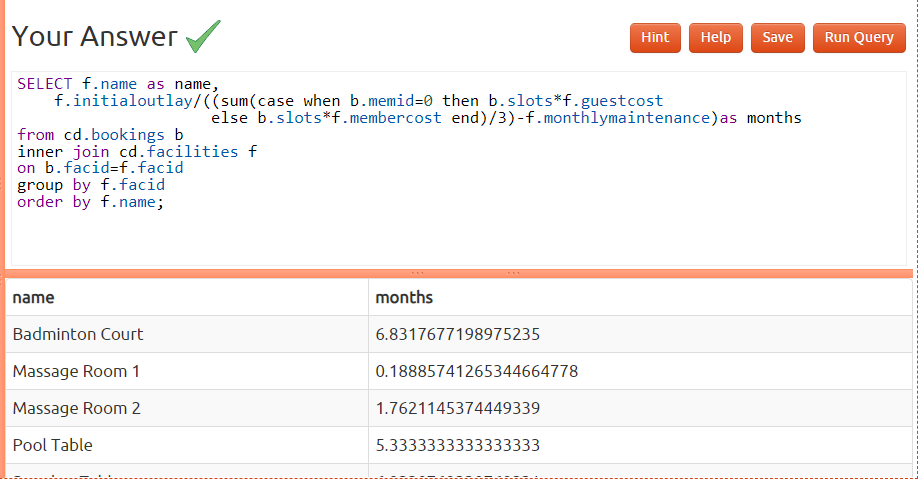 Your Answer
Hint Help Save Run Query
SELECT f.name as name,
f.initialoutlay/((sum(case when b.memid=0 then b.slots*f.guestcost
else b.slots*f.membercost end)/3)-f.monthlymaintenance)as months
from cd.bookings b
inner join cd.facilities f
on b.facid=f.facid
group by f.facid
order by f.name;
name months
Badminton Court 6.8317677198975235
Massage Room 1 0.18885741265344664778
Massage Room 2 1.7621145374449339
Pool Table 5.3333333333333333